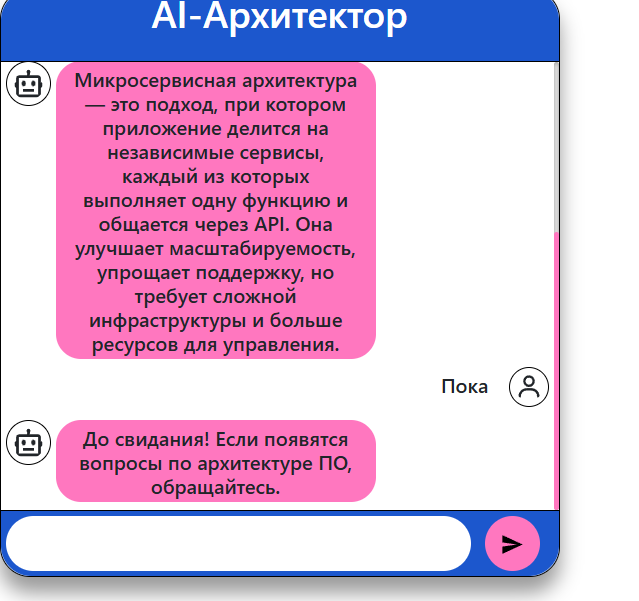 AI-Архитектор
Микросервисная архитектура
— это подход, при котором
приложение делится на
независимые сервисы,
каждый из которых
выполняет одну функцию и
общается через API. Она
улучшает масштабируемость,
упрощает поддержку, но
требует сложной
инфраструктуры и больше
ресурсов для управления.
Пока
До свидания! Если появятся
вопросы по архитектуре ПО,
обращайтесь.